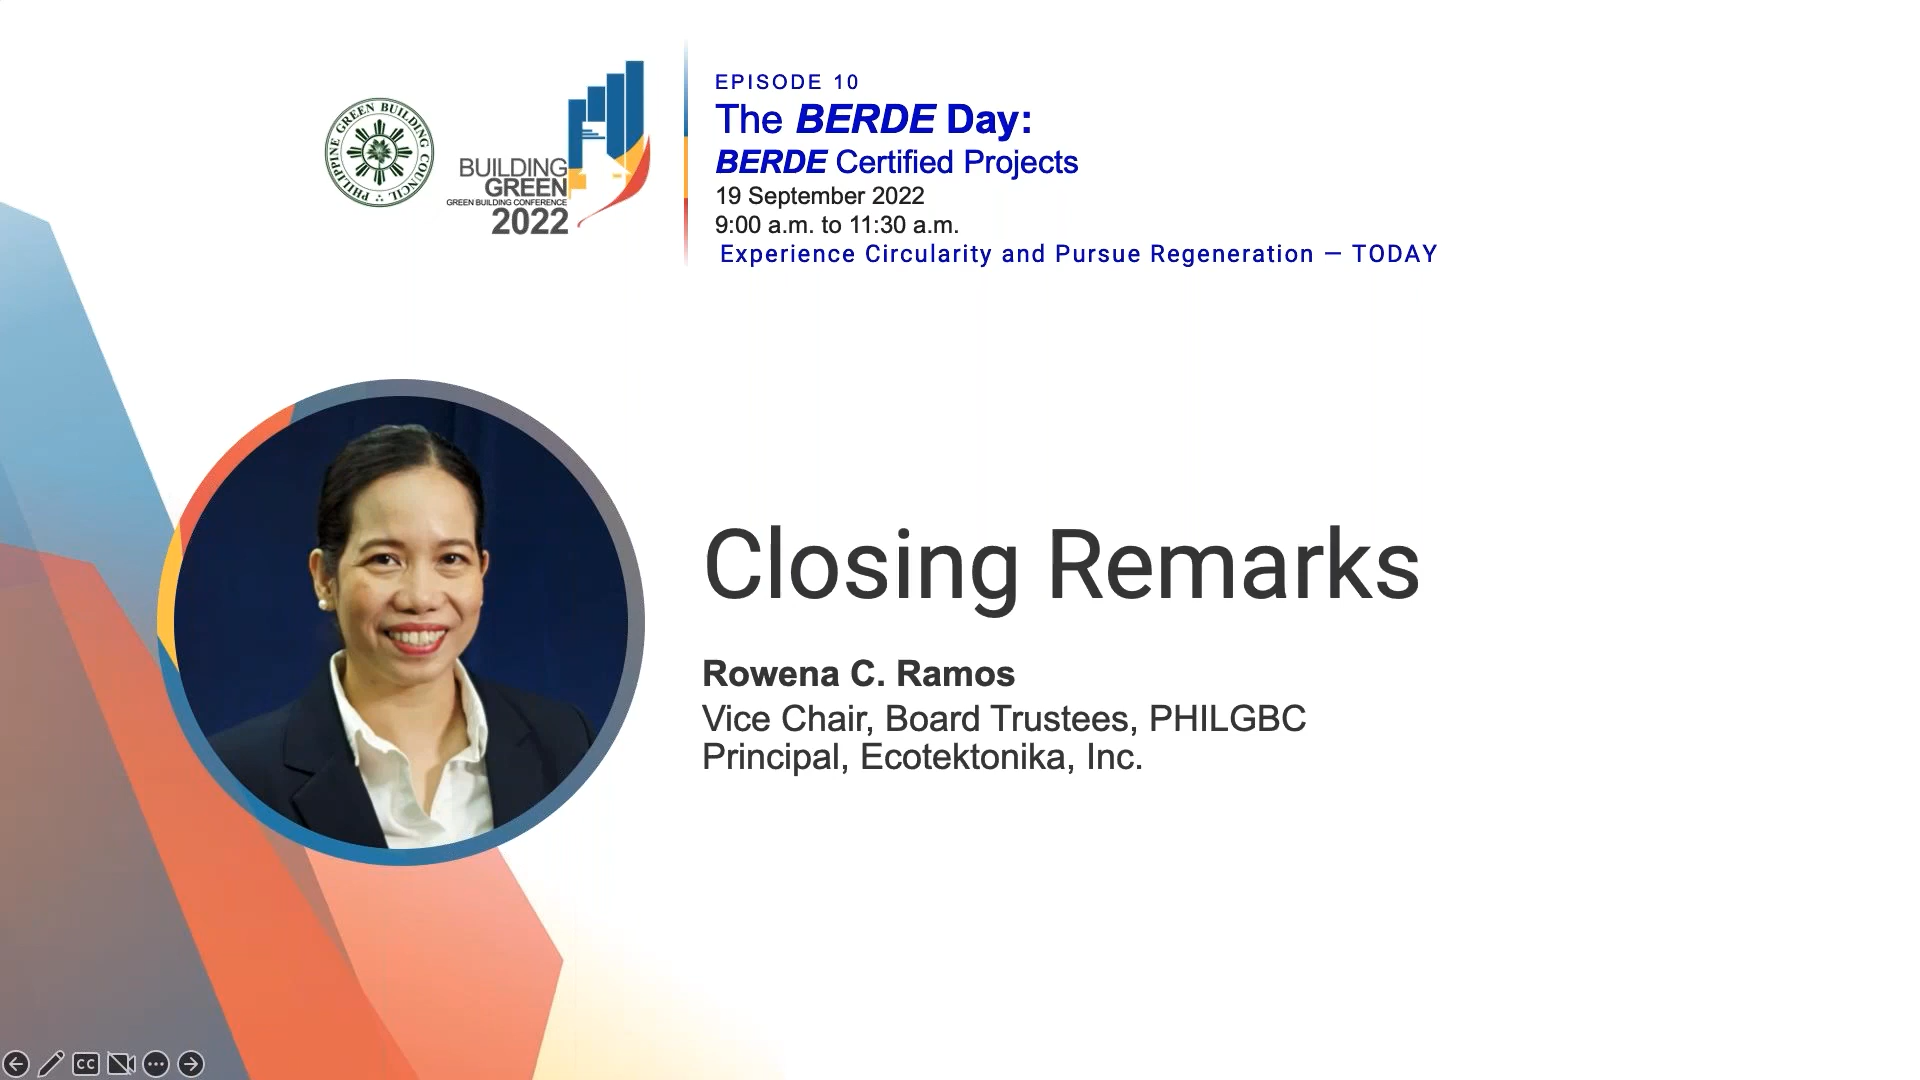 PHILIPPINE GREEN BUILDING COUNCIL
BUILDING
GREEN
GREEN BUILDING CONFERENCE
2022
EPISODE 10
The BERDE Day:
BERDE Certified Projects
19 September 2022
9:00 a.m. to 11:30 a.m.
Experience Circularity and Pursue Regeneration — TODAY
Closing Remarks
Rowena C. Ramos
Vice Chair, Board Trustees, PHILGBC
Principal, Ecotektonika, Inc.
CC